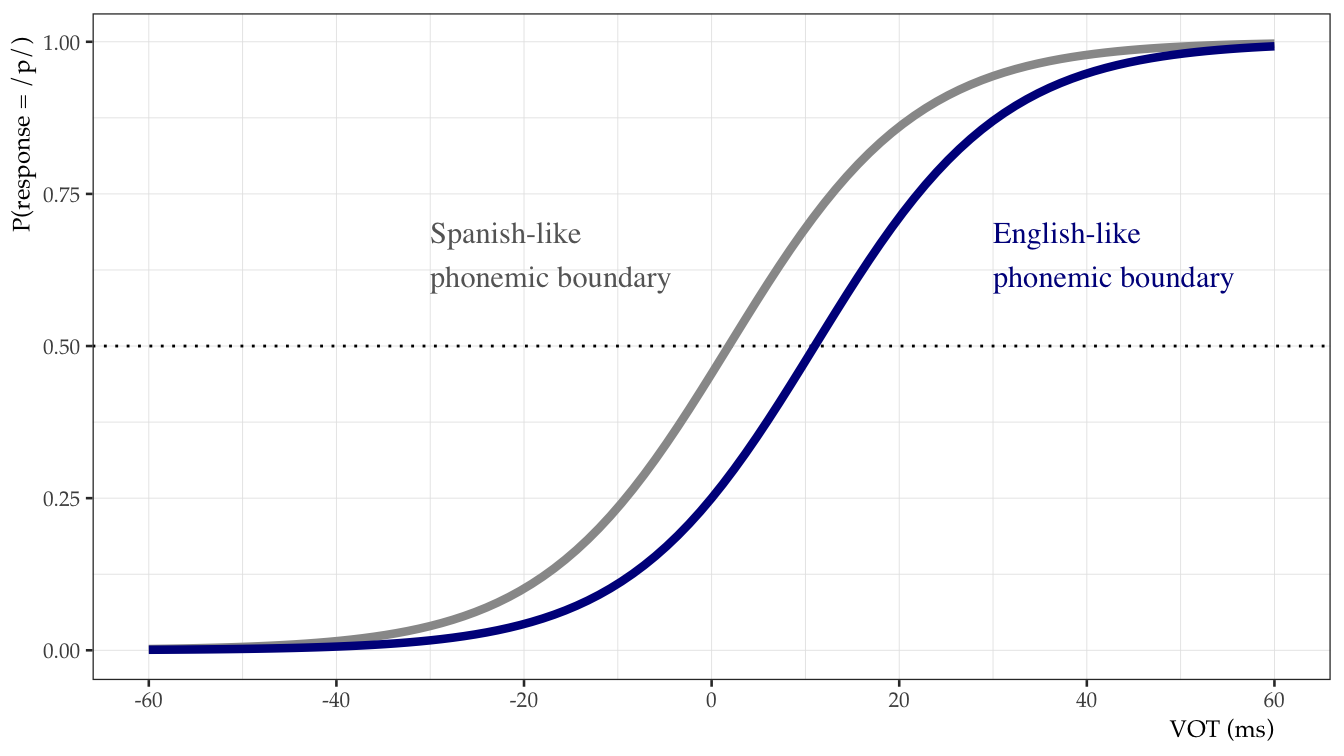 P(response = /p/)
1.00
0.75
0.50
0.25
0.00
Spanish-like
phonemic boundary
English-like
phonemic boundary
-60 -40 -20 0 20 40 60
VOT (ms)